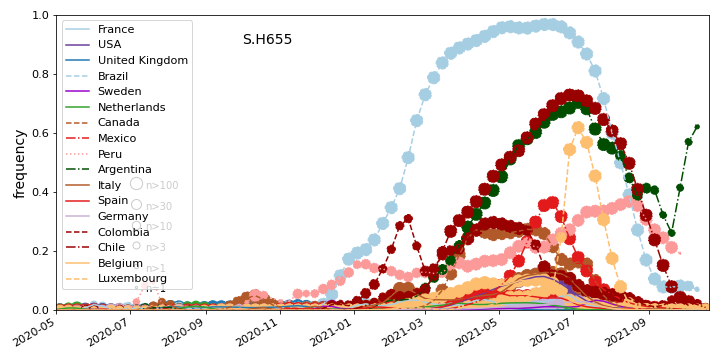 S.H655
frequency
1.0
0.8
0.6
0.4
0.2
0.0
France
USA
United Kingdom
Brazil
Sweden
Netherlands
Canada
Mexico
Peru
Argentina
Italy
Spain
Germany
Colombia
Chile
Belgium
Luxembourg
n>100
n>30
n>10
n>3
n>1
2020-05
2020-07
2020-09
2020-11
2021-01
2021-03
2021-05
2021-07
2021-09